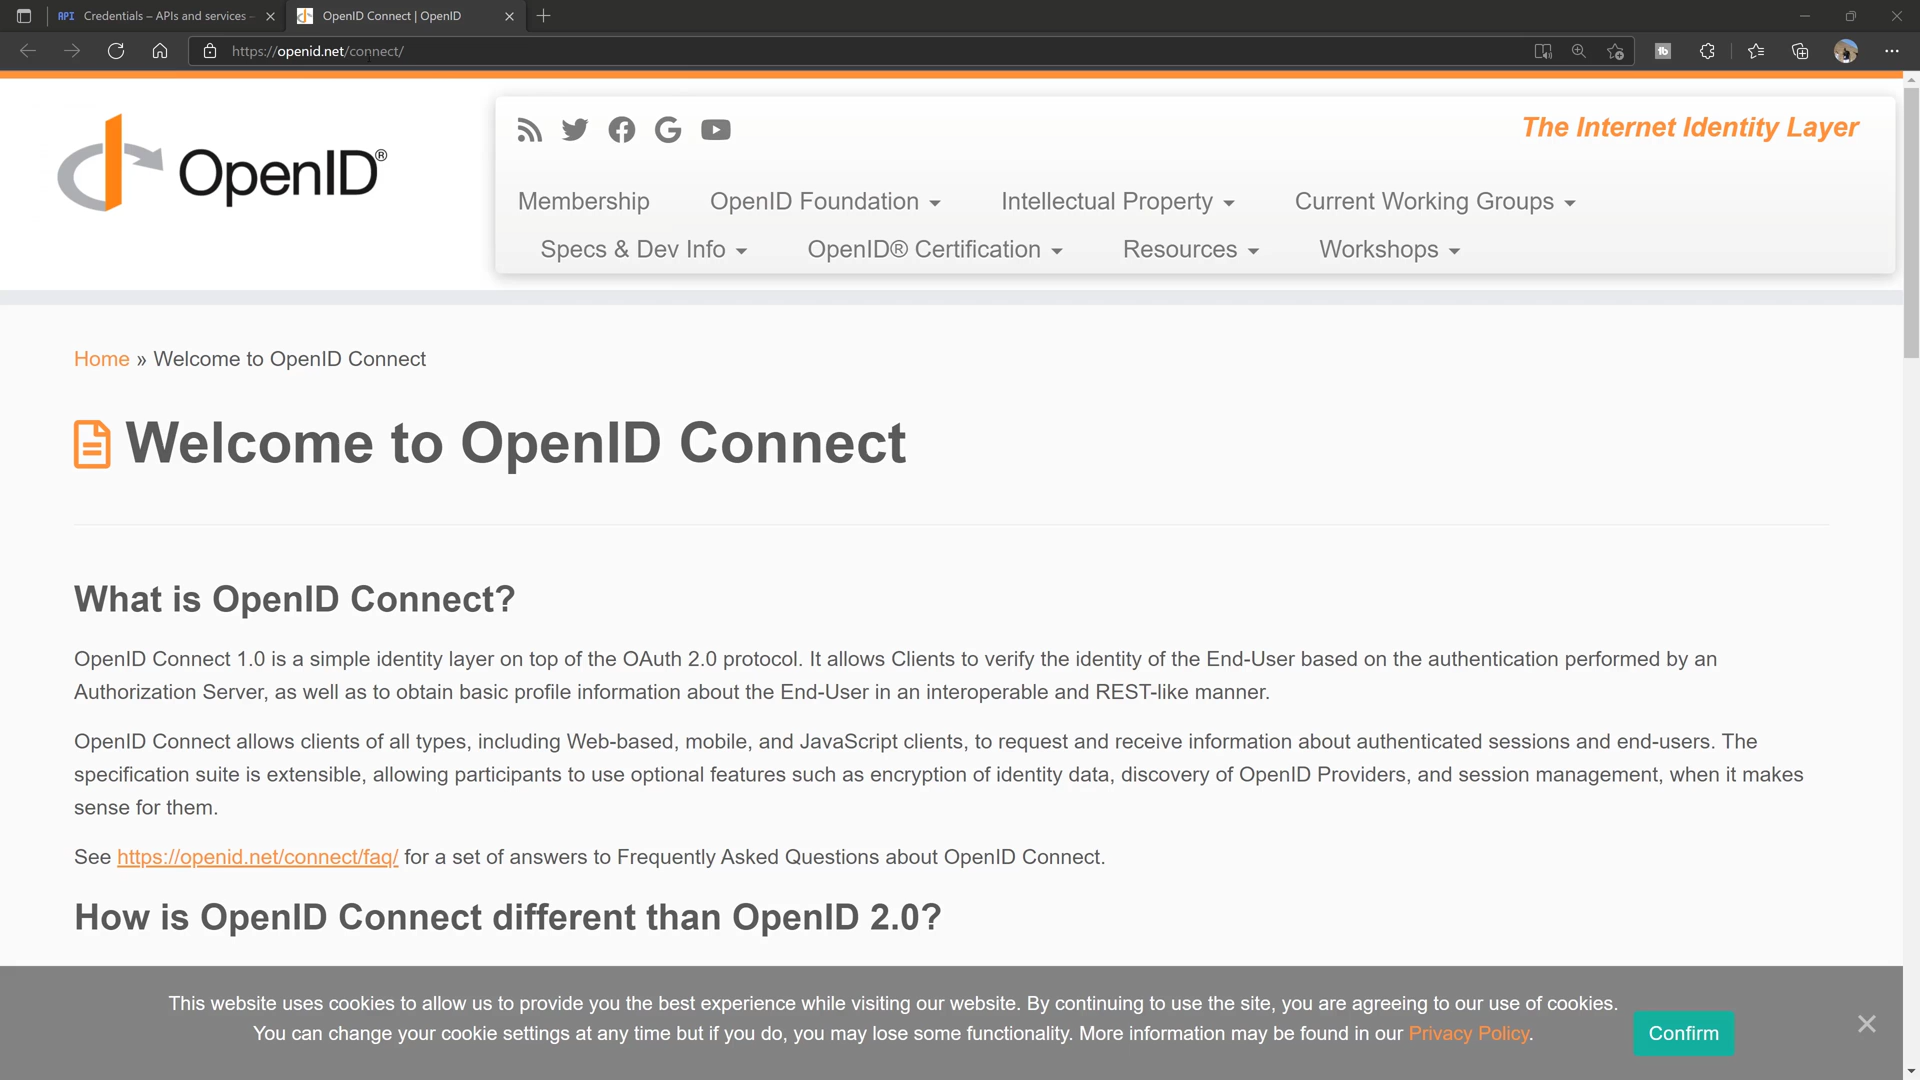 API Credentials – APIs and services -
OpenID Connect | OpenID
https://openid.net/connect/
OpenID®
The Internet Identity Layer
Membership OpenID Foundation Intellectual Property Current Working Groups
Specs & Dev Info OpenID® Certification Resources Workshops
Home » Welcome to OpenID Connect
Welcome to OpenID Connect
What is OpenID Connect?
OpenID Connect 1.0 is a simple identity layer on top of the OAuth 2.0 protocol. It allows Clients to verify the identity of the End-User based on the authentication performed by an
Authorization Server, as well as to obtain basic profile information about the End-User in an interoperable and REST-like manner.
OpenID Connect allows clients of all types, including Web-based, mobile, and JavaScript clients, to request and receive information about authenticated sessions and end-users. The
specification suite is extensible, allowing participants to use optional features such as encryption of identity data, discovery of OpenID Providers, and session management, when it makes
sense for them.
See https://openid.net/connect/faq/ for a set of answers to Frequently Asked Questions about OpenID Connect.
How is OpenID Connect different than OpenID 2.0?
This website uses cookies to allow us to provide you the best experience while visiting our website. By continuing to use the site, you are agreeing to our use of cookies.
You can change your cookie settings at any time but if you do, you may lose some functionality. More information may be found in our Privacy Policy.
Confirm